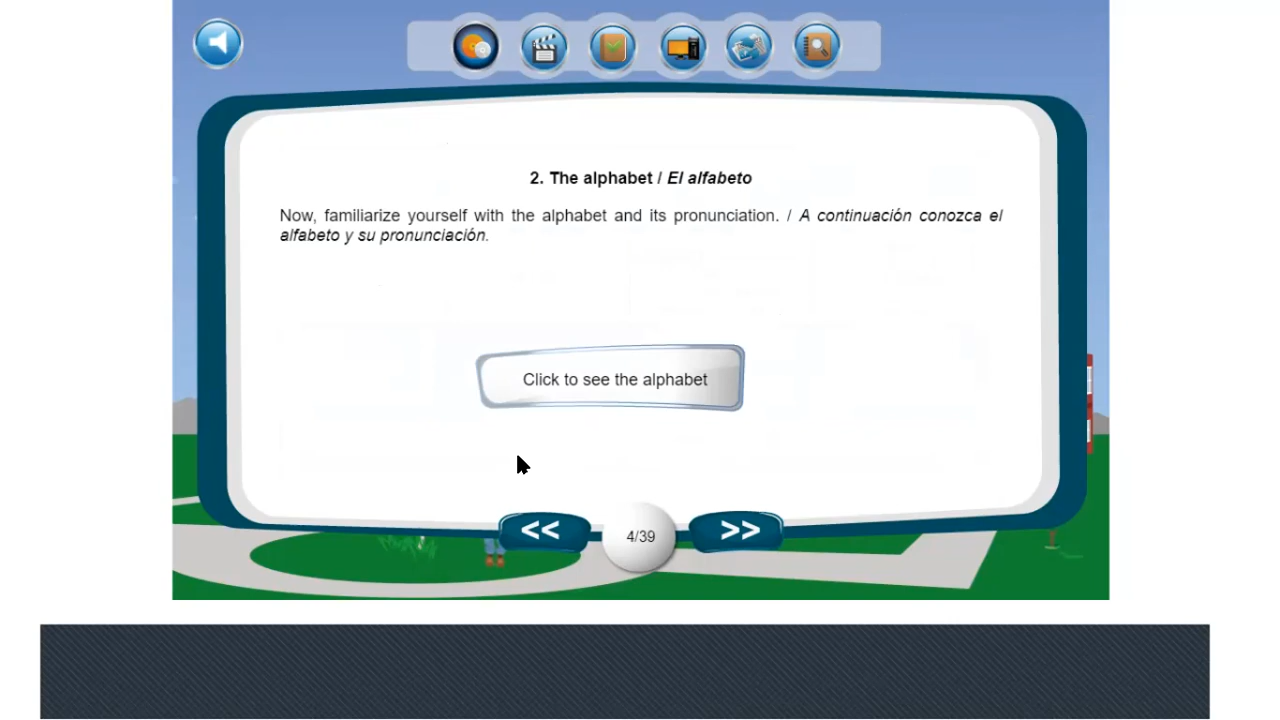 2. The alphabet / El alfabeto
Now, familiarize yourself with the alphabet and its pronunciation. / A continuación conozca el
alfabeto y su pronunciación.
Click to see the alphabet
<< 4/39 >>